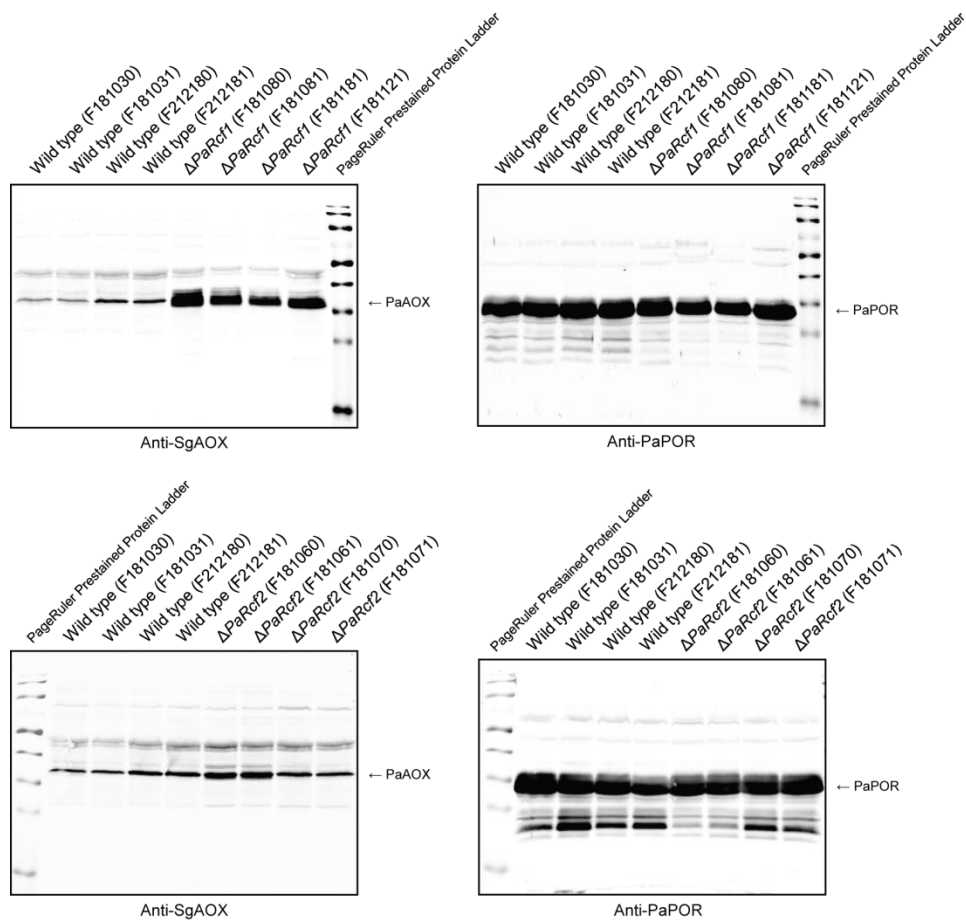 Wild type (F181030)
Wild type (F181031)
Wild type (F212180)
Wild type (F212181)
ΔPaRcf1 (F181080)
ΔPaRcf1 (F181081)
ΔPaRcf1 (F181181)
ΔPaRcf1 (F181121)
PageRuler Prestained Protein Ladder
← PaAOX
Anti-SgAOX
Wild type (F181030)
Wild type (F181031)
Wild type (F212180)
Wild type (F212181)
ΔPaRcf1 (F181080)
ΔPaRcf1 (F181081)
ΔPaRcf1 (F181181)
ΔPaRcf1 (F181121)
PageRuler Prestained Protein Ladder
← PaPOR
Anti-PaPOR
PageRuler Prestained Protein Ladder
Wild type (F181030)
Wild type (F181031)
Wild type (F212180)
Wild type (F212181)
ΔPaRcf2 (F181060)
ΔPaRcf2 (F181061)
ΔPaRcf2 (F181070)
ΔPaRcf2 (F181071)
← PaAOX
Anti-SgAOX
PageRuler Prestained Protein Ladder
Wild type (F181030)
Wild type (F181031)
Wild type (F212180)
Wild type (F212181)
ΔPaRcf2 (F181060)
ΔPaRcf2 (F181061)
ΔPaRcf2 (F181070)
ΔPaRcf2 (F181071)
← PaPOR
Anti-PaPOR